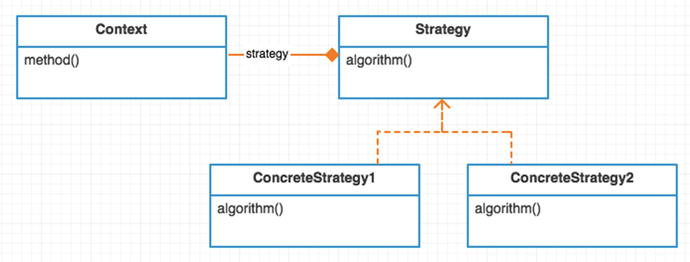 Context
method()
strategy
Strategy
algorithm()
ConcreteStrategy1
algorithm()
ConcreteStrategy2
algorithm()